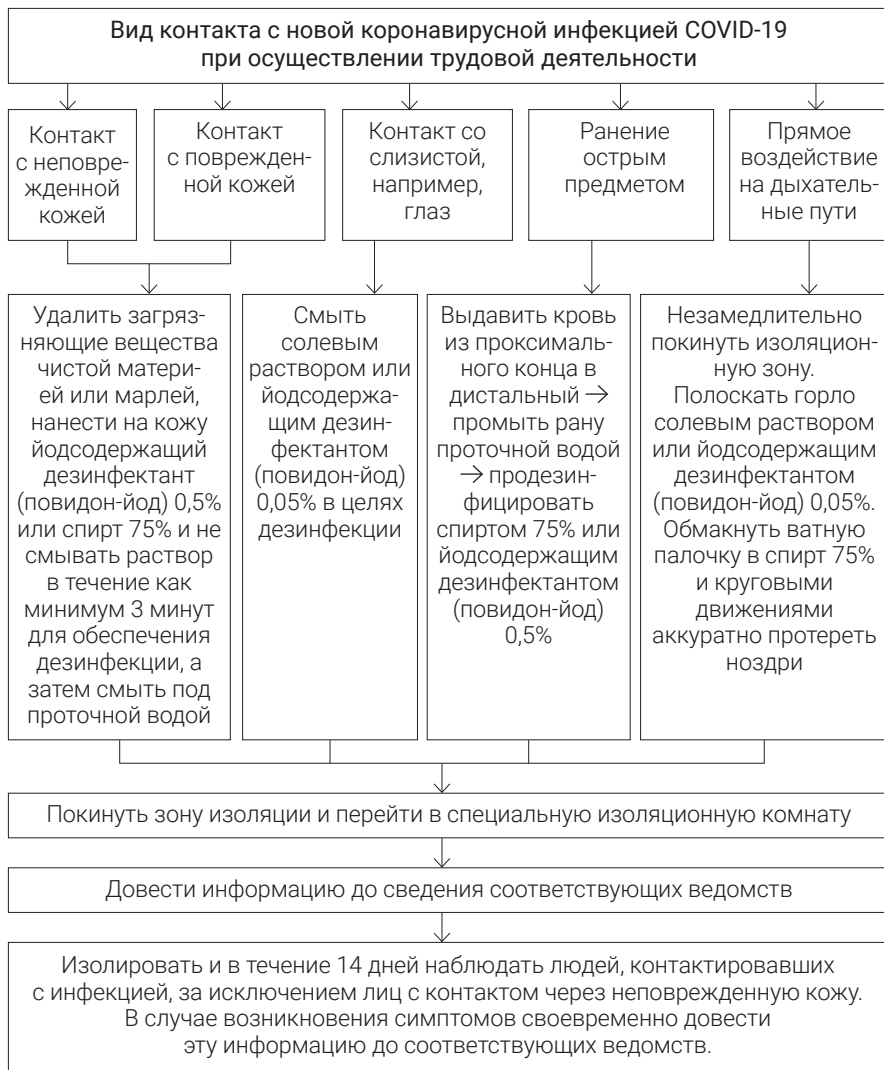 Вид контакта с новой коронавирусной инфекцией COVID-19
при осуществлении трудовой деятельности
Контакт
с неповре-
жденной
кожей
Контакт
с поврежден-
ной кожей
Контакт со
слизистой,
например,
глаз
Ранение
острым
предметом
Прямое
воздействие
на дыхатель-
ные пути
Удалить загряз-
няющие вещества
чистой матери-
ей или марлей,
нанести на кожу
йодсодержащий
дезинфектант
(повидон-йод) 0,5%
или спирт 75% и не
смывать раствор
в течение как
минимум 3 минут
для обеспечения
дезинфекции, а
затем смыть под
проточной водой
Смыть
солевым
раствором или
йодсодержа-
щим дезин-
фектантом
(повидон-йод)
0,05% в целях
дезинфекции
Выдавить кровь
из проксималь-
ного конца в
дистальный →
промыть рану
проточной водой
→ продезин-
фицировать
спиртом 75% или
йодсодержащим
дезинфектантом
(повидон-йод)
0,5%
Незамедлительно
покинуть изоляцион-
ную зону.
Полоскать горло
солевым раствором
или йодсодержащим
дезинфектантом
(повидон-йод) 0,05%.
Обмакнуть ватную
палочку в спирт 75%
и круговыми
движениями
аккуратно протереть
ноздри
Покинуть зону изоляции и перейти в специальную изоляционную комнату
Довести информацию до сведения соответствующих ведомств
Изолировать и в течение 14 дней наблюдать людей, контактировавших
с инфекцией, за исключением лиц с контактом через неповрежденную кожу.
В случае возникновения симптомов своевременно довести
эту информацию до соответствующих ведомств.